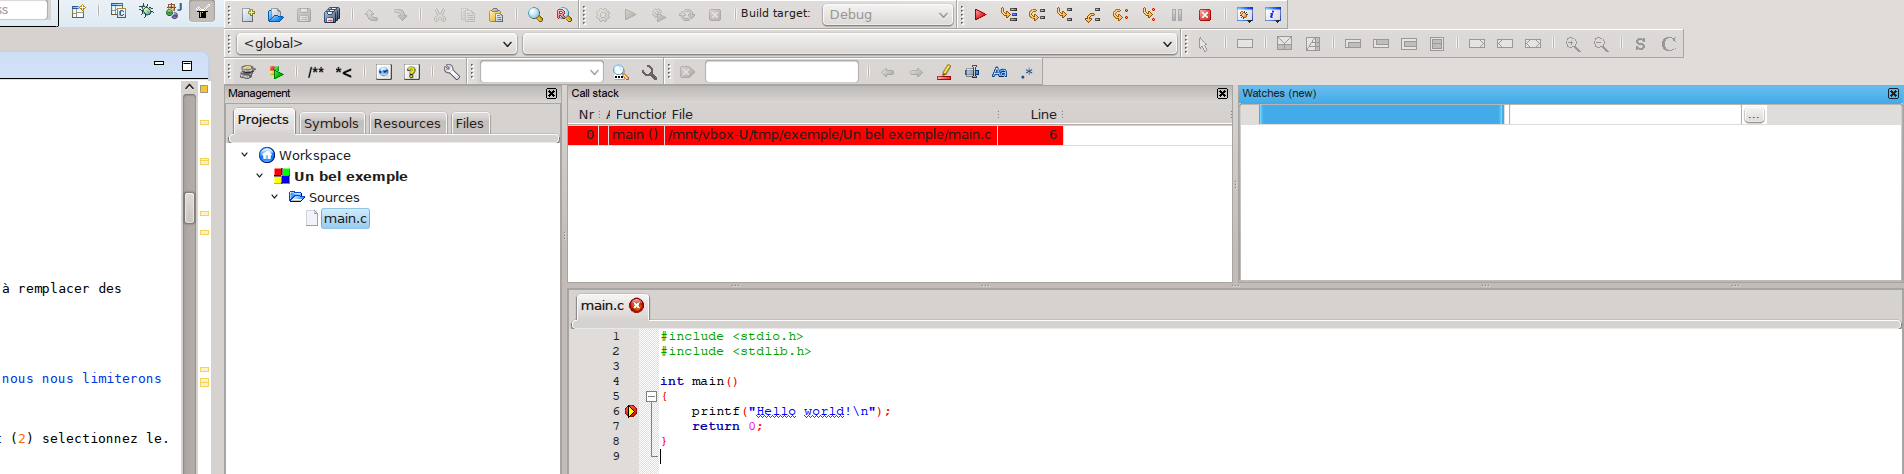 ss
Build target: Debug
<global>
/** *<
Aa .*
S C
Management
Projects Symbols Resources Files
Workspace
Un bel exemple
Sources
main.c
Call stack
Nr A Function File Line
0 main () /mnt/vbox-U/tmp/exemple/Un bel exemple/main.c 6
Watches (new)
...
à remplacer des
nous nous limiterons
(2) selectionnez le.
main.c
1 #include <stdio.h>
2 #include <stdlib.h>
3
4 int main()
5 {
6 printf("Hello world!\n");
7 return 0;
8 }
9